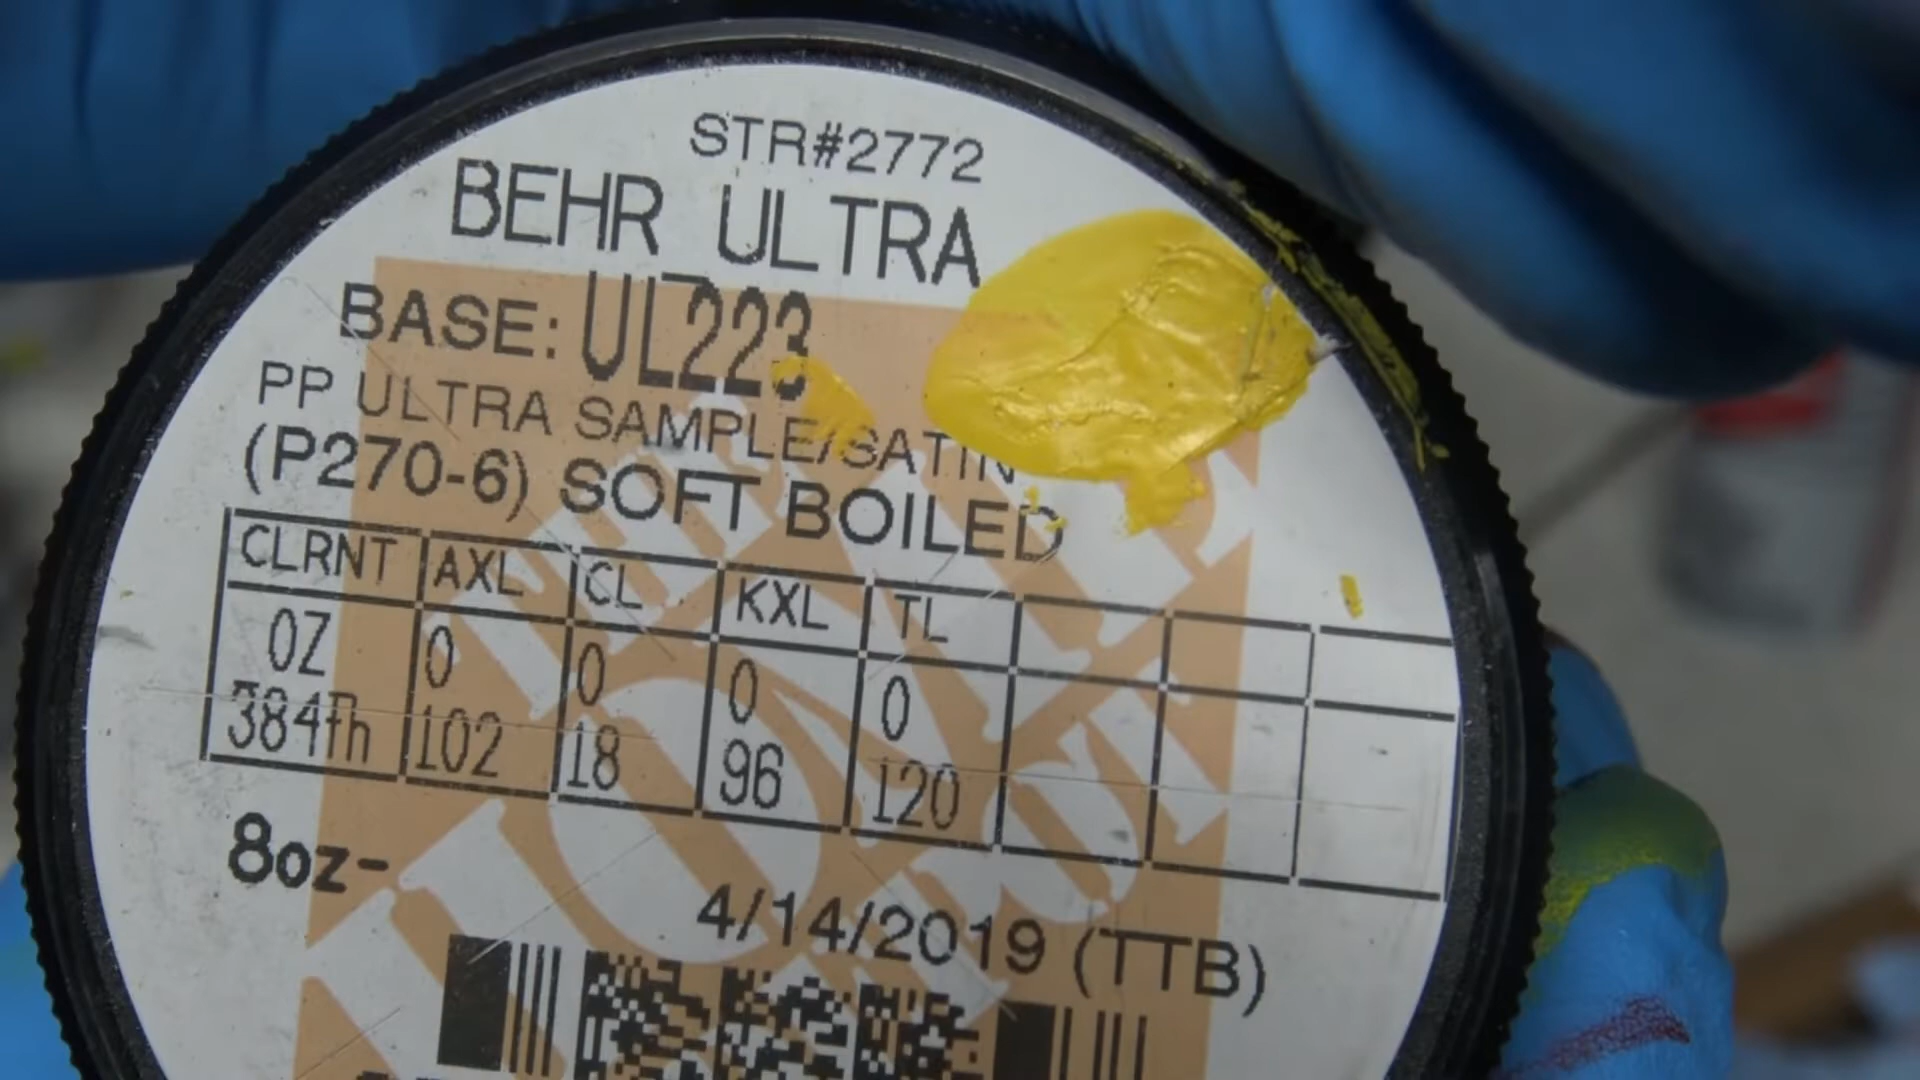 STR#2772
BEHR ULTRA
BASE: UL223
PP ULTRA SAMPLE/SATIN
(P270-6) SOFT BOILED
CLRNT AXL CL KXL TL
OZ 0 0 0 0
384th 102 18 96 120
8oz-
4/14/2019 (TTB)